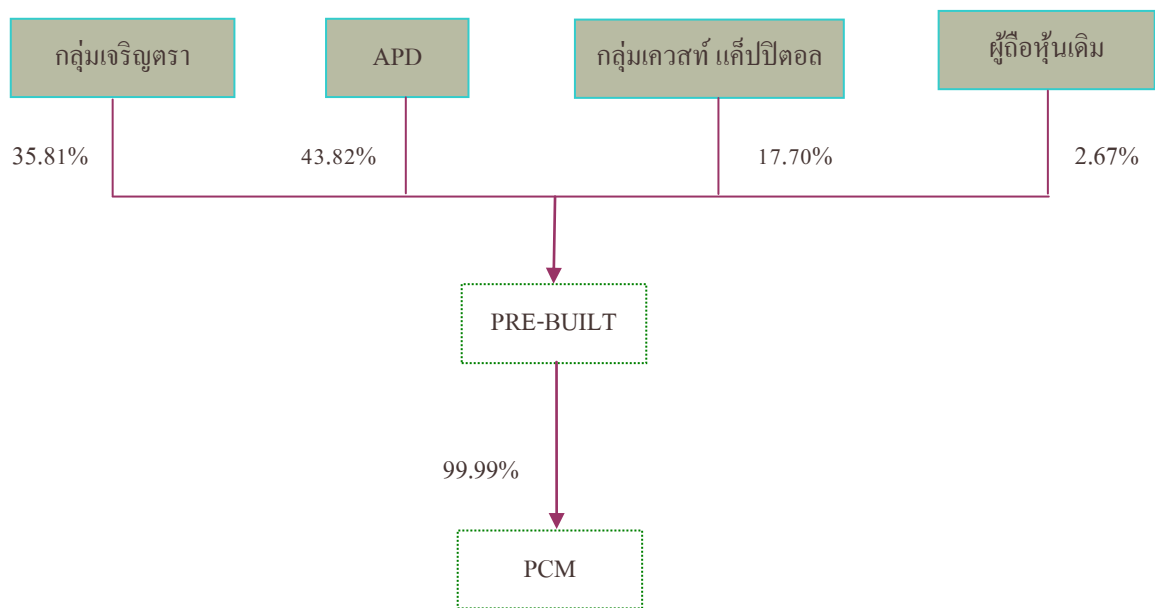 กลุ่มเจริญตรา
APD
กลุ่มเควสท์ แค็ปปิตอล
ผู้ถือหุ้นเดิม
35.81%
43.82%
17.70%
2.67%
PRE-BUILT
99.99%
PCM